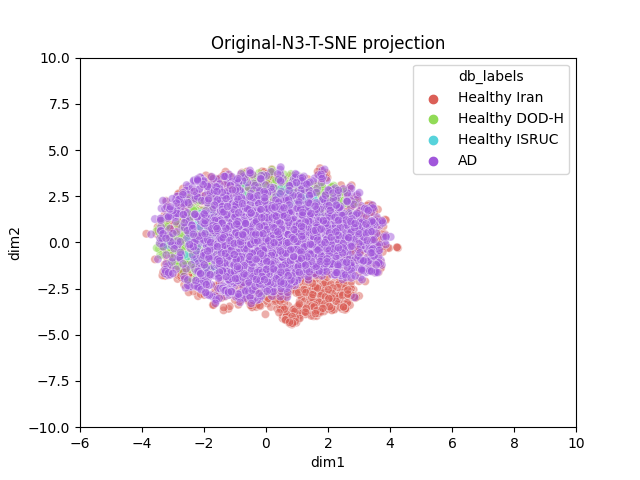 Original-N3-T-SNE projection
db_labels
Healthy Iran
Healthy DOD-H
Healthy ISRUC
AD
10.0
7.5
5.0
2.5
0.0
−2.5
−5.0
−7.5
−10.0
dim2
−6 −4 −2 0 2 4 6 8 10
dim1